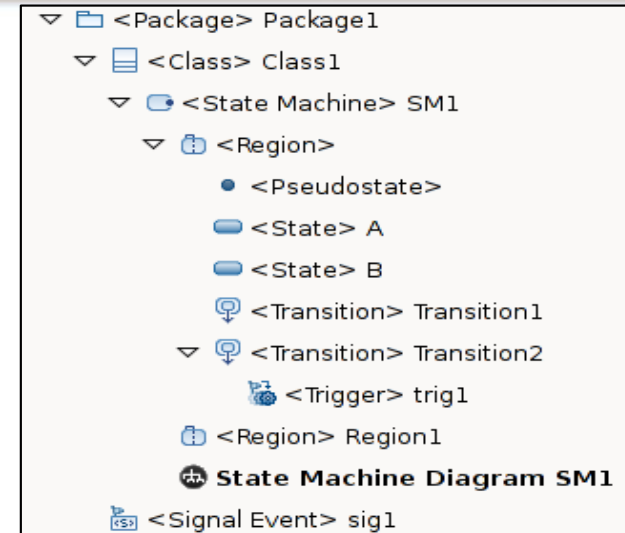 <Package> Package1
<Class> Class1
<State Machine> SM1
<Region>
<Pseudostate>
<State> A
<State> B
<Transition> Transition1
<Transition> Transition2
<Trigger> trig1
<Region> Region1
State Machine Diagram SM1
<Signal Event> sig1